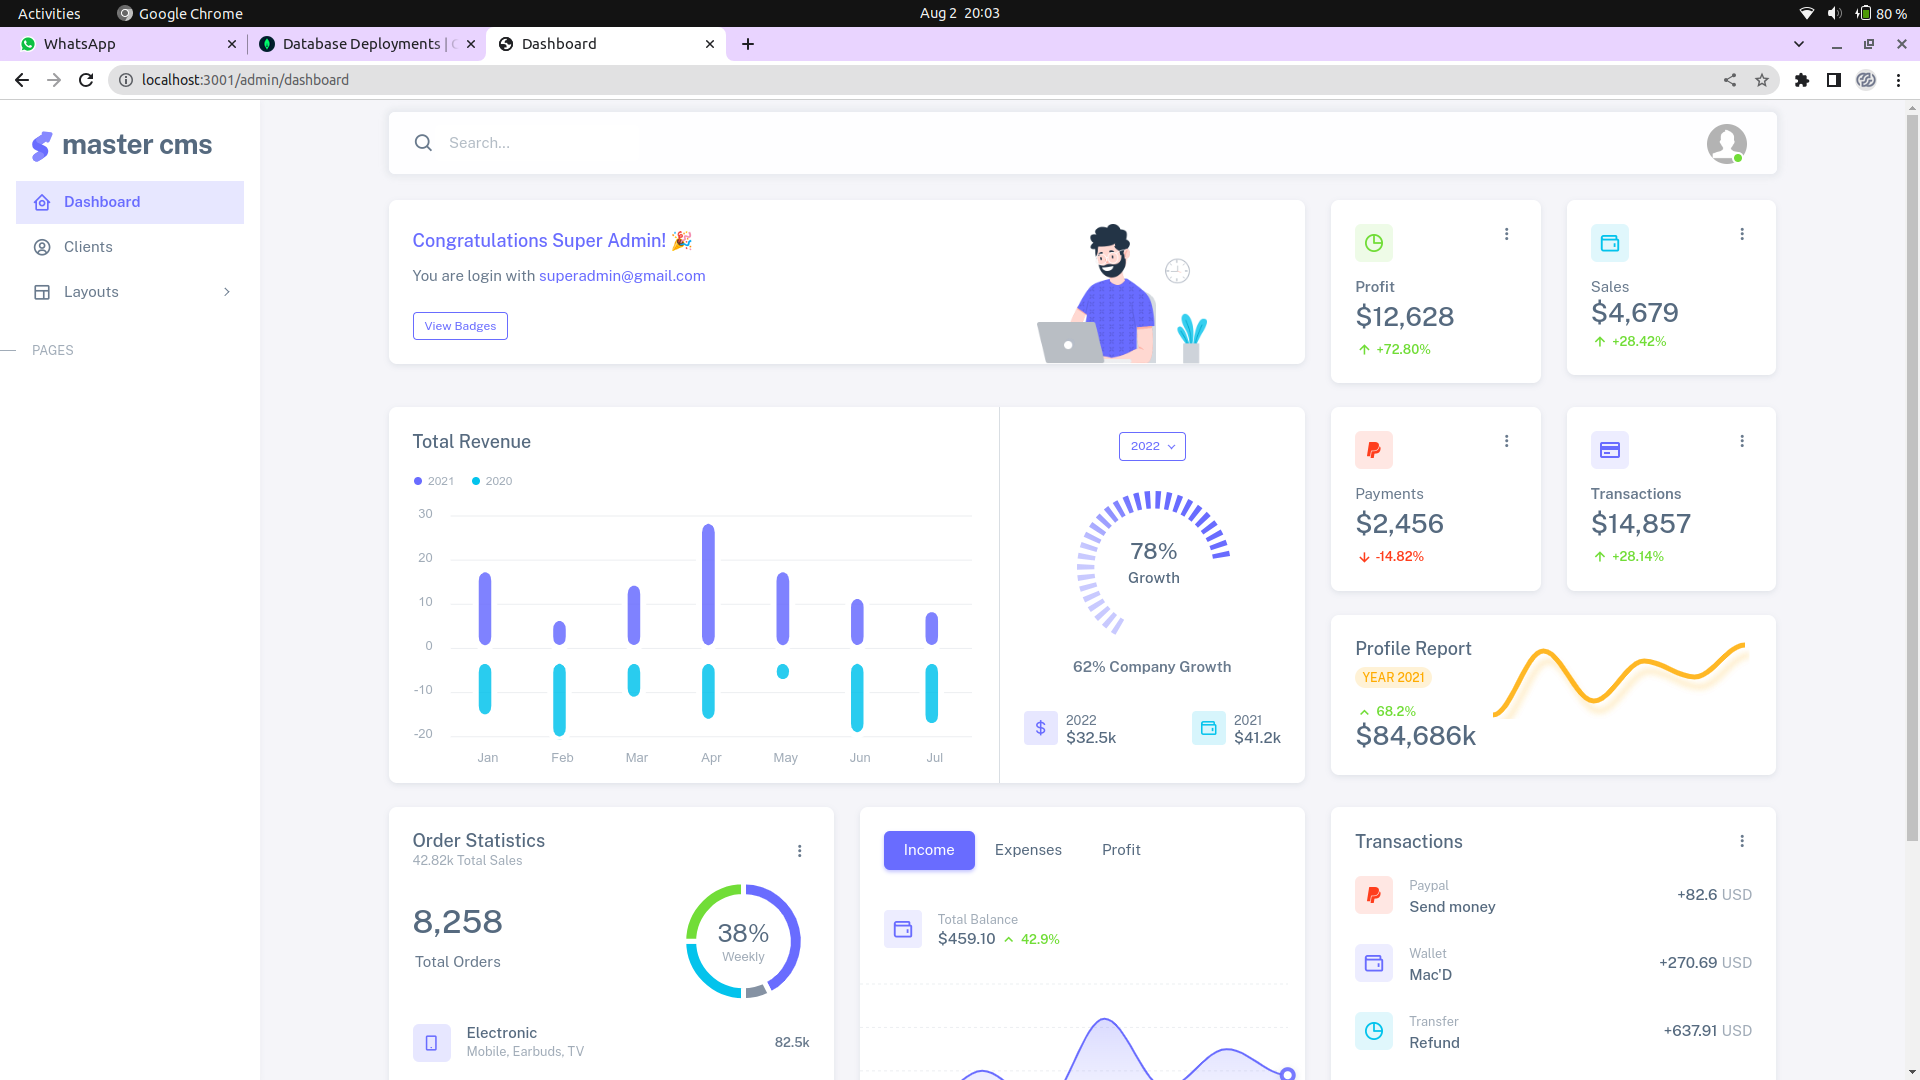 Activities
Google Chrome
Aug 2 20:03
80 %
WhatsApp
Database Deployments |
Dashboard
localhost:3001/admin/dashboard
master cms
Search...
Dashboard
Clients
Layouts
PAGES
Congratulations Super Admin! 🎉
You are login with superadmin@gmail.com
View Badges
Profit
$12,628
+72.80%
Sales
$4,679
+28.42%
Total Revenue
2021
2020
30
20
10
0
-10
-20
Jan
Feb
Mar
Apr
May
Jun
Jul
2022
78%
Growth
62% Company Growth
$
2022
$32.5k
2021
$41.2k
Payments
$2,456
-14.82%
Transactions
$14,857
+28.14%
Profile Report
YEAR 2021
68.2%
$84,686k
Order Statistics
42.82k Total Sales
8,258
Total Orders
38%
Weekly
Electronic
Mobile, Earbuds, TV
82.5k
Income
Expenses
Profit
Total Balance
$459.10
42.9%
Transactions
Paypal
Send money
+82.6 USD
Wallet
Mac'D
+270.69 USD
Transfer
Refund
+637.91 USD